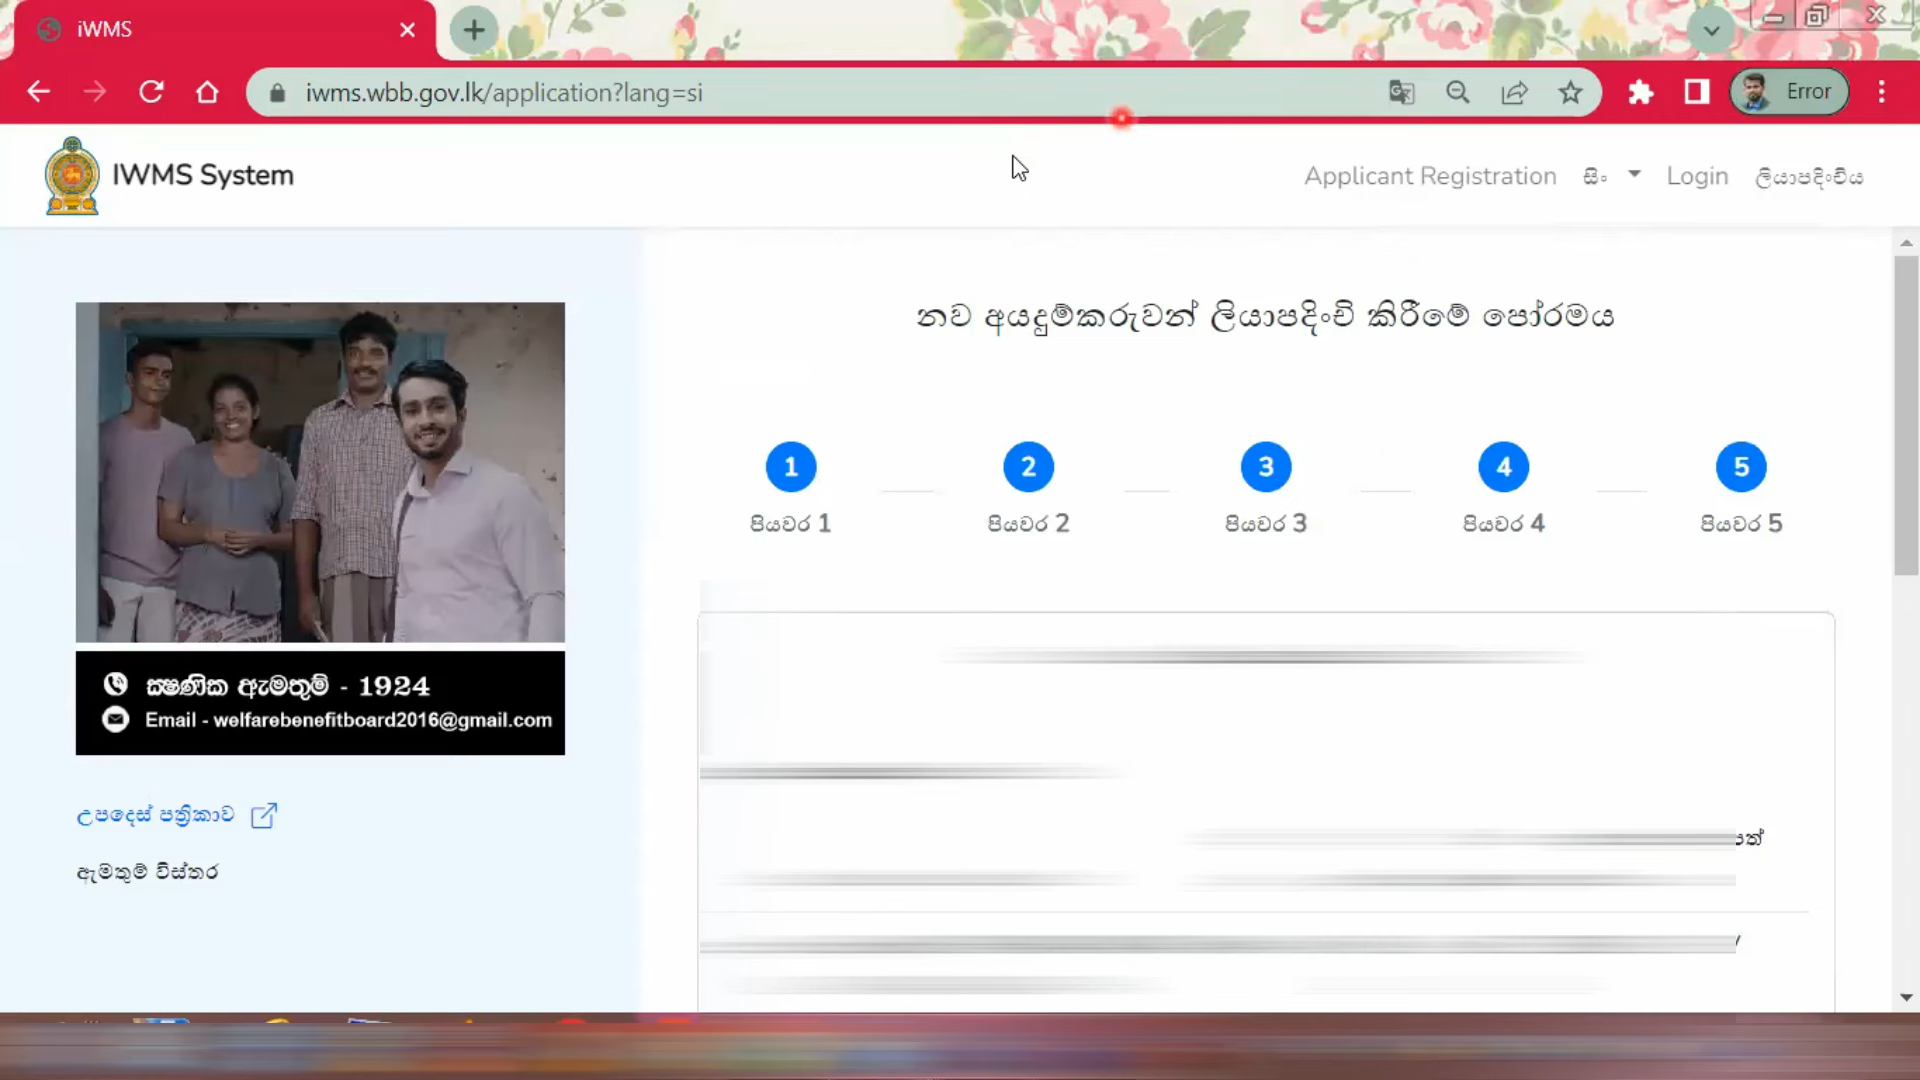 iWMS
iwms.wbb.gov.lk/application?lang=si
Error
IWMS System
Applicant Registration
සිං
Login
ලියාපදිංචිය
නව අයදුම්කරුවන් ලියාපදිංචි කිරීමේ පෝරමය
1
2
3
4
5
පියවර 1
පියවර 2
පියවර 3
පියවර 4
පියවර 5
ක්ෂණික ඇමතුම් - 1924
Email - welfarebenefitboard2016@gmail.com
උපදෙස් පත්‍රිකාව
ඇමතුම් විස්තර